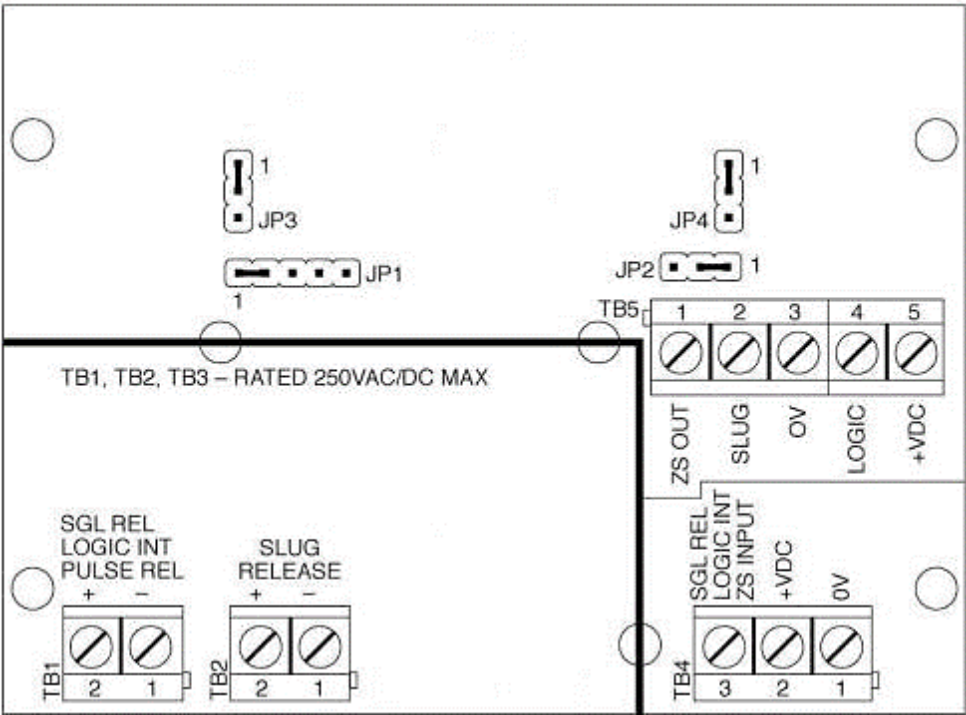 1
1
JP3
JP4
JP1
JP2
1
1
TB5
1 2 3 4 5
TB1, TB2, TB3 – RATED 250VAC/DC MAX
ZS OUT
SLUG
OV
LOGIC
+VDC
SGL REL
LOGIC INT
PULSE REL
+ –
SLUG
RELEASE
+ –
SGL REL
LOGIC INT
ZS INPUT
+VDC
0V
TB1
2 1
TB2
2 1
TB4
3 2 1